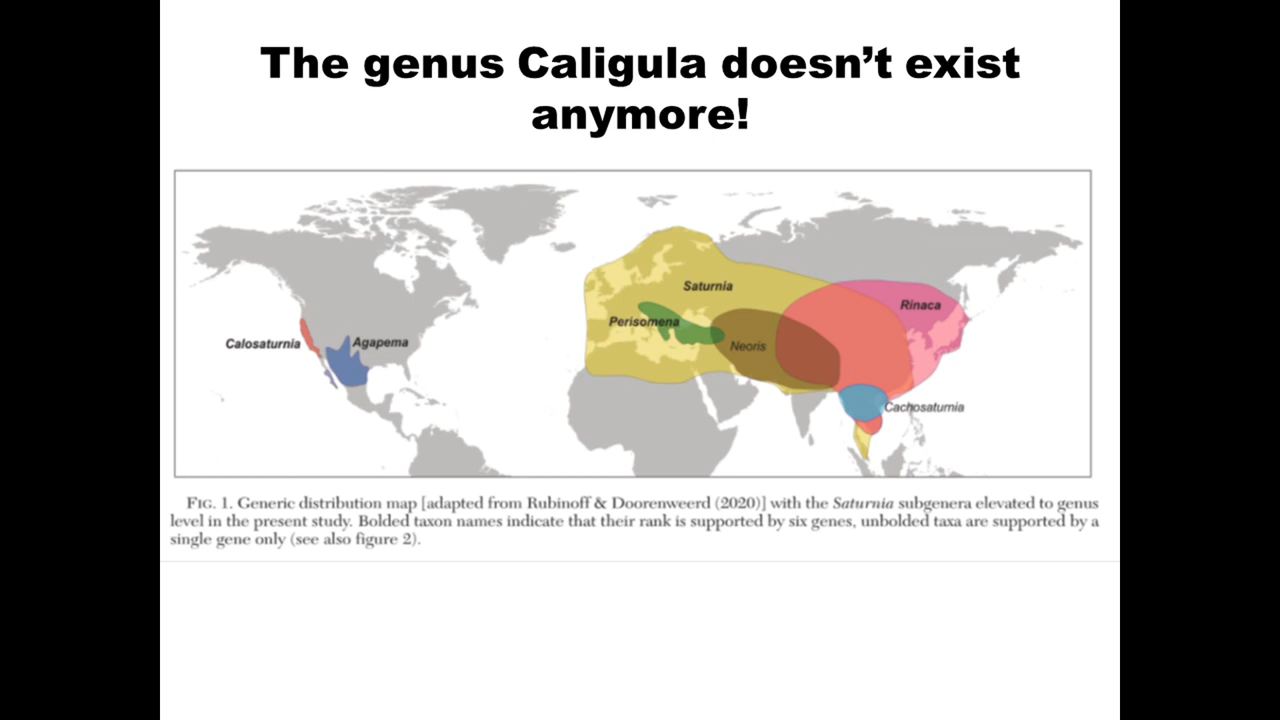 The genus Caligula doesn’t exist
anymore!
Saturnia
Rinaca
Perisomena
Calosaturnia
Agapema
Neoris
Cachosaturnia
FIG. 1. Generic distribution map [adapted from Rubinoff & Doorenweerd (2020)] with the Saturnia subgenera elevated to genus
level in the present study. Bolded taxon names indicate that their rank is supported by six genes, unbolded taxa are supported by a
single gene only (see also figure 2).